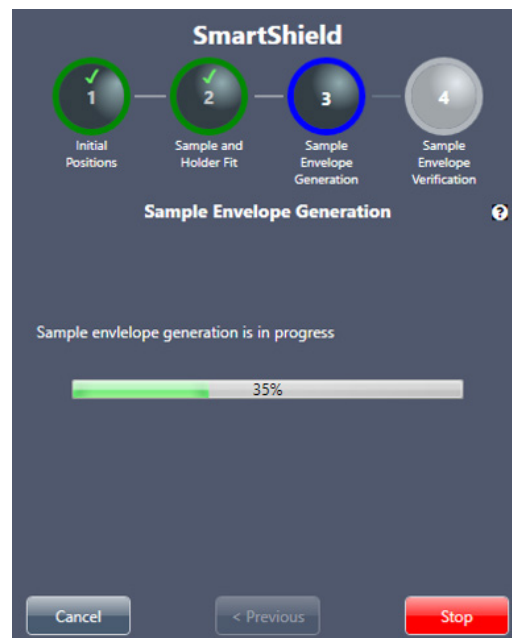 SmartShield
1
2
3
4
Initial
Positions
Sample and
Holder Fit
Sample
Envelope
Generation
Sample
Envelope
Verification
Sample Envelope Generation
?
Sample envlelope generation is in progress
35%
Cancel
< Previous
Stop